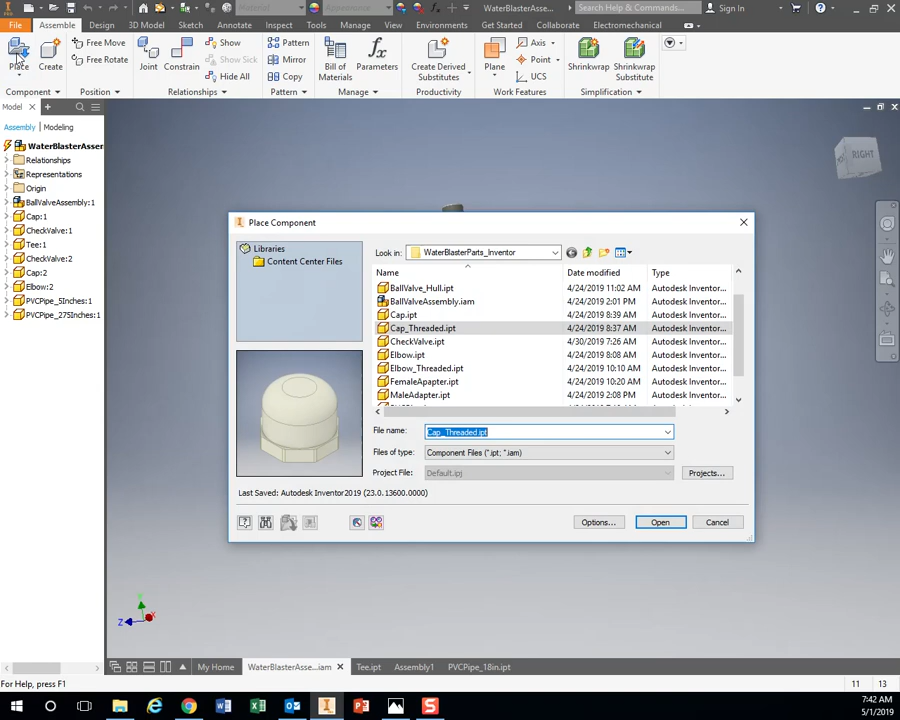 Material
Appearance
WaterBlasterAssem...
Search Help & Commands...
Sign In
File
Assemble
Design
3D Model
Sketch
Annotate
Inspect
Tools
Manage
View
Environments
Get Started
Collaborate
Electromechanical
Place
Create
Free Move
Free Rotate
Joint
Constrain
Show
Show Sick
Hide All
Pattern
Mirror
Copy
Bill of
Materials
Parameters
Create Derived
Substitutes
Plane
Axis
Point
UCS
Shrinkwrap
Shrinkwrap
Substitute
Component
Position
Relationships
Pattern
Manage
Productivity
Work Features
Simplification
Model
Assembly
Modeling
WaterBlasterAssem
Relationships
Representations
Origin
BallValveAssembly:1
Cap:1
CheckValve:1
Tee:1
CheckValve:2
Cap:2
Elbow:2
PVCPipe_5Inches:1
PVCPipe_275Inches:1
RIGHT
Place Component
Libraries
Content Center Files
Look in:
WaterBlasterParts_Inventor
Name
Date modified
Type
BallValve_Hull.ipt
4/24/2019 11:02 AM
Autodesk Inventor...
BallValveAssembly.iam
4/24/2019 2:01 PM
Autodesk Inventor...
Cap.ipt
4/24/2019 8:39 AM
Autodesk Inventor...
Cap_Threaded.ipt
4/24/2019 8:37 AM
Autodesk Inventor...
CheckValve.ipt
4/30/2019 7:26 AM
Autodesk Inventor...
Elbow.ipt
4/24/2019 8:08 AM
Autodesk Inventor...
Elbow_Threaded.ipt
4/24/2019 10:10 AM
Autodesk Inventor...
FemaleApapter.ipt
4/24/2019 10:20 AM
Autodesk Inventor...
MaleAdapter.ipt
4/24/2019 2:08 PM
Autodesk Inventor...
File name:
Cap_Threaded.ipt
Files of type:
Component Files (*.ipt; *.iam)
Project File:
Default.ipj
Projects...
Last Saved: Autodesk Inventor2019 (23.0.13600.0000)
Options...
Open
Cancel
Y
Z
X
My Home
WaterBlasterAsse...iam
Tee.ipt
Assembly1
PVCPipe_18in.ipt
For Help, press F1
11
13
7:42 AM
5/1/2019